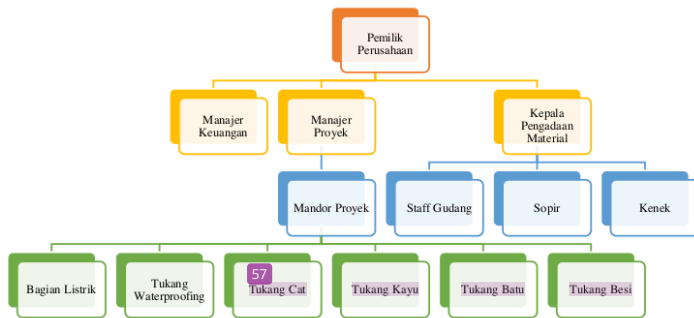 Pemilik
Perusahaan
Manajer
Keuangan
Manajer
Proyek
Kepala
Pengadaan
Material
Mandor Proyek
Staff Gudang
Sopir
Kenek
Bagian Listrik
Tukang
Waterproofing
57
Tukang Cat
Tukang Kayu
Tukang Batu
Tukang Besi